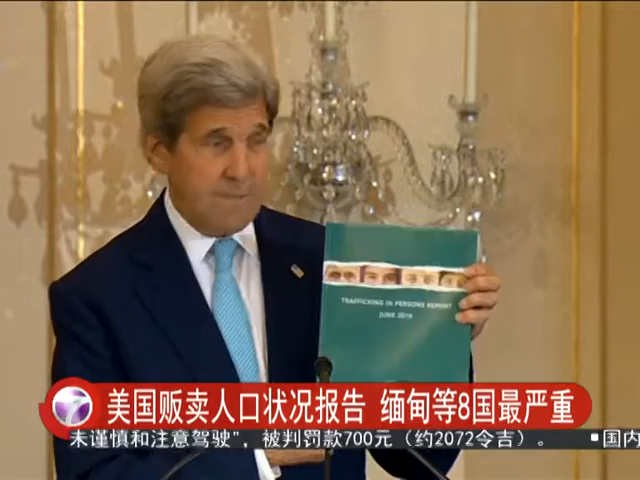 TRAFFICKING IN PERSONS REPORT
JUNE 2016
7
美国贩卖人口状况报告 缅甸等8国最严重
未谨慎和注意驾驶”，被判罚款700元（约2072令吉）。 ■国内